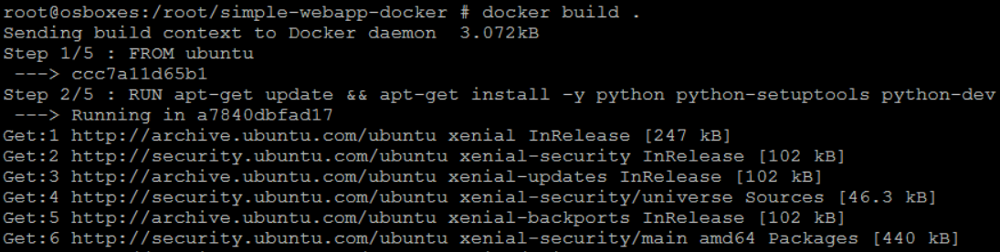 root@osboxes:/root/simple-webapp-docker # docker build .
Sending build context to Docker daemon  3.072kB
Step 1/5 : FROM ubuntu
 ---> ccc7a11d65b1
Step 2/5 : RUN apt-get update && apt-get install -y python python-setuptools python-dev
 ---> Running in a7840dbfad17
Get:1 http://archive.ubuntu.com/ubuntu xenial InRelease [247 kB]
Get:2 http://security.ubuntu.com/ubuntu xenial-security InRelease [102 kB]
Get:3 http://archive.ubuntu.com/ubuntu xenial-updates InRelease [102 kB]
Get:4 http://security.ubuntu.com/ubuntu xenial-security/universe Sources [46.3 kB]
Get:5 http://archive.ubuntu.com/ubuntu xenial-backports InRelease [102 kB]
Get:6 http://security.ubuntu.com/ubuntu xenial-security/main amd64 Packages [440 kB]